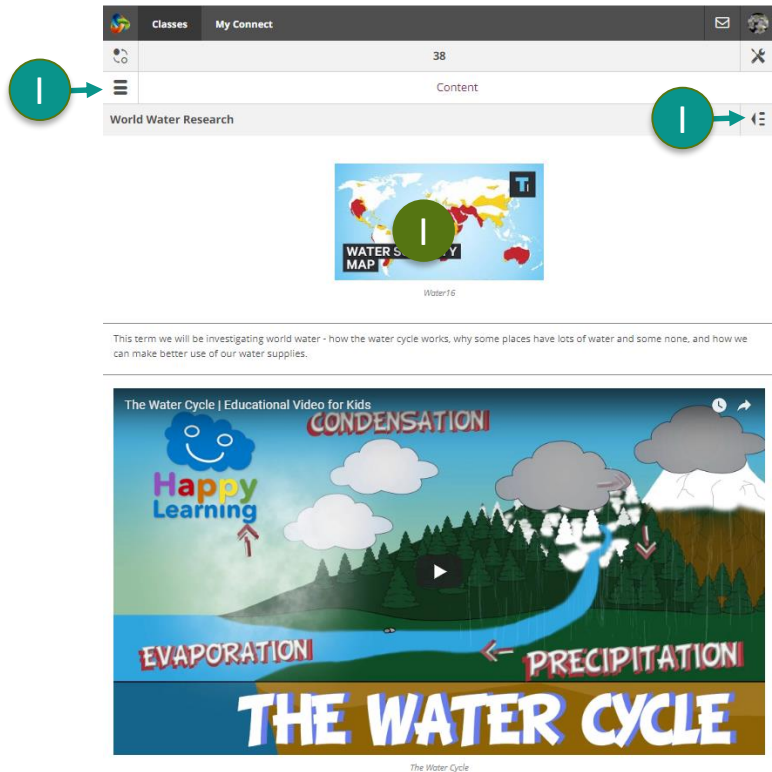 Classes My Connect
38
I
Content
I
World Water Research
T
I
WATER S Y
MAP
Water16
This term we will be investigating world water - how the water cycle works, why some places have lots of water and some none, and how we
can make better use of our water supplies.
The Water Cycle | Educational Video for Kids
CONDENSATION
Happy
Learning
EVAPORATION
PRECIPITATION
THE WATER CYCLE
The Water Cycle